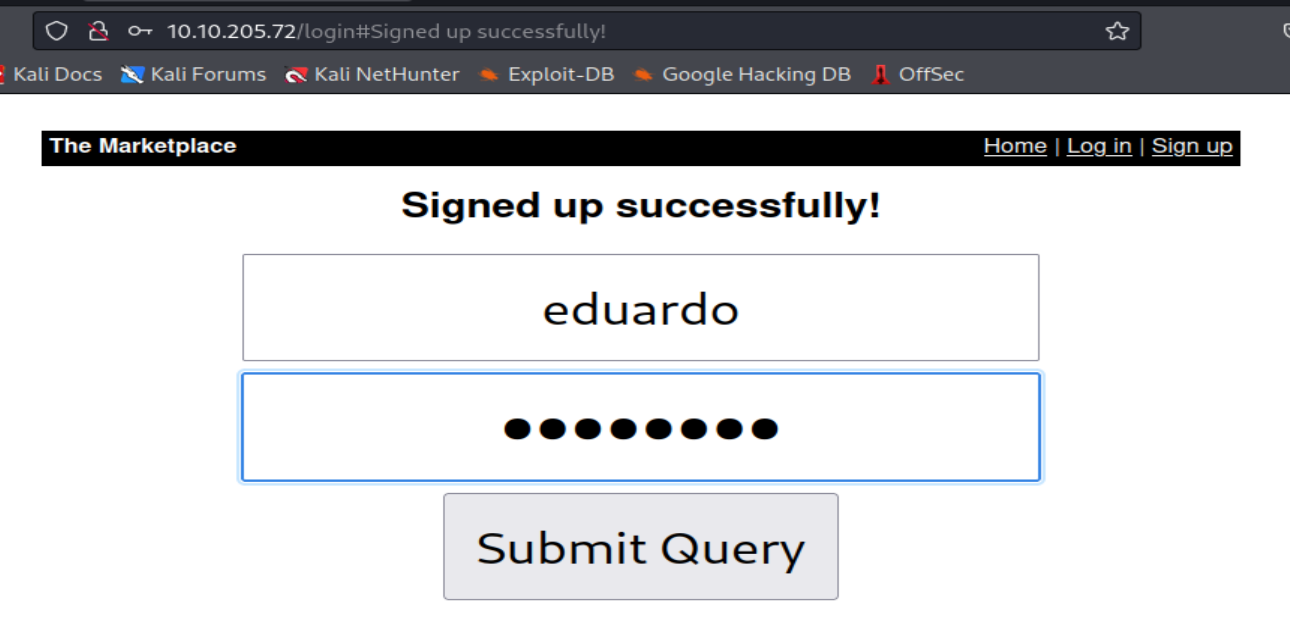 10.10.205.72/login#Signed up successfully!
Kali Docs Kali Forums Kali NetHunter Exploit-DB Google Hacking DB OffSec
The Marketplace Home | Log in | Sign up
Signed up successfully!
eduardo
●●●●●●●●
Submit Query